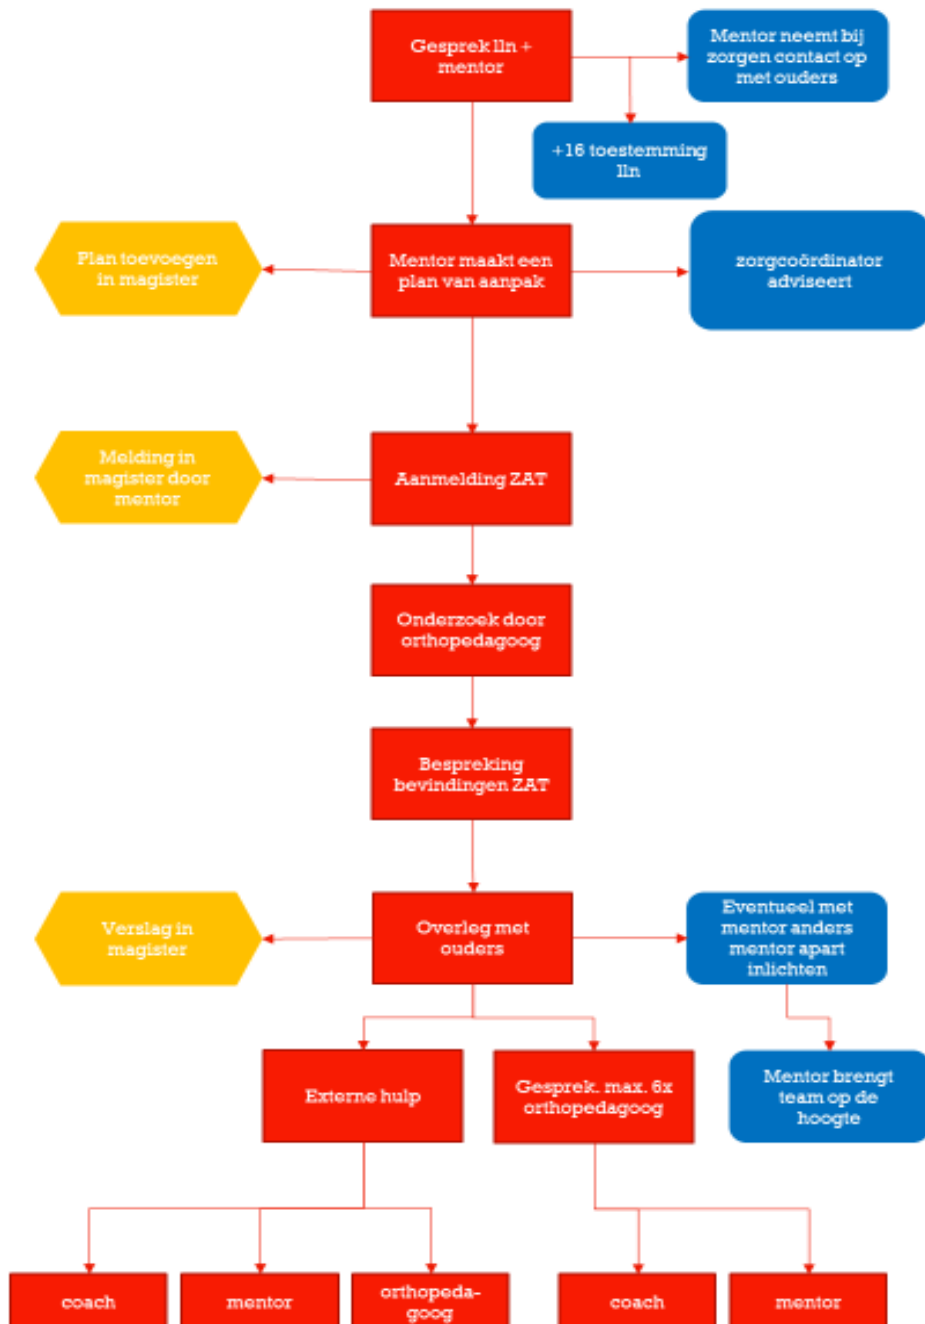 Gesprek lln +
mentor
Mentor neemt bij
zorgen contact op
met ouders
+16 toestemming
lln
Plan toevoegen
in magister
Mentor maakt een
plan van aanpak
zorgcoördinator
adviseert
Melding in
magister door
mentor
Aanmelding ZAT
Onderzoek door
orthopedagoog
Bespreking
bevindingen ZAT
Verslag in
magister
Overleg met
ouders
Eventueel met
mentor anders
mentor apart
inlichten
Externe hulp
Gesprek. max. 6x
orthopedagoog
Mentor brengt
team op de
hoogte
coach
mentor
orthopeda-
goog
coach
mentor